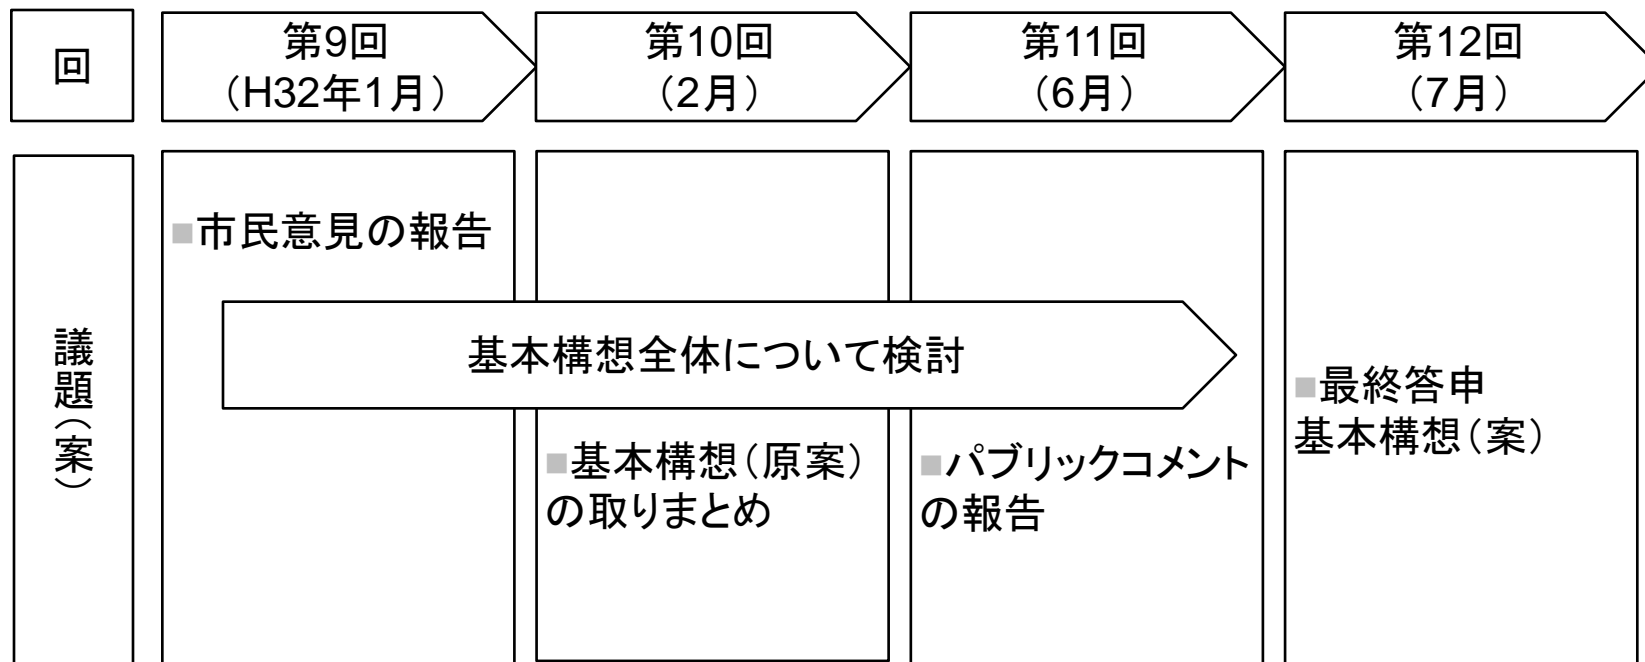 回
第9回
（H32年1月）
第10回
（2月）
第11回
（6月）
第12回
（7月）
議題（案）
■市民意見の報告
基本構想全体について検討
■基本構想（原案）
の取りまとめ
■パブリックコメント
の報告
■最終答申
基本構想（案）